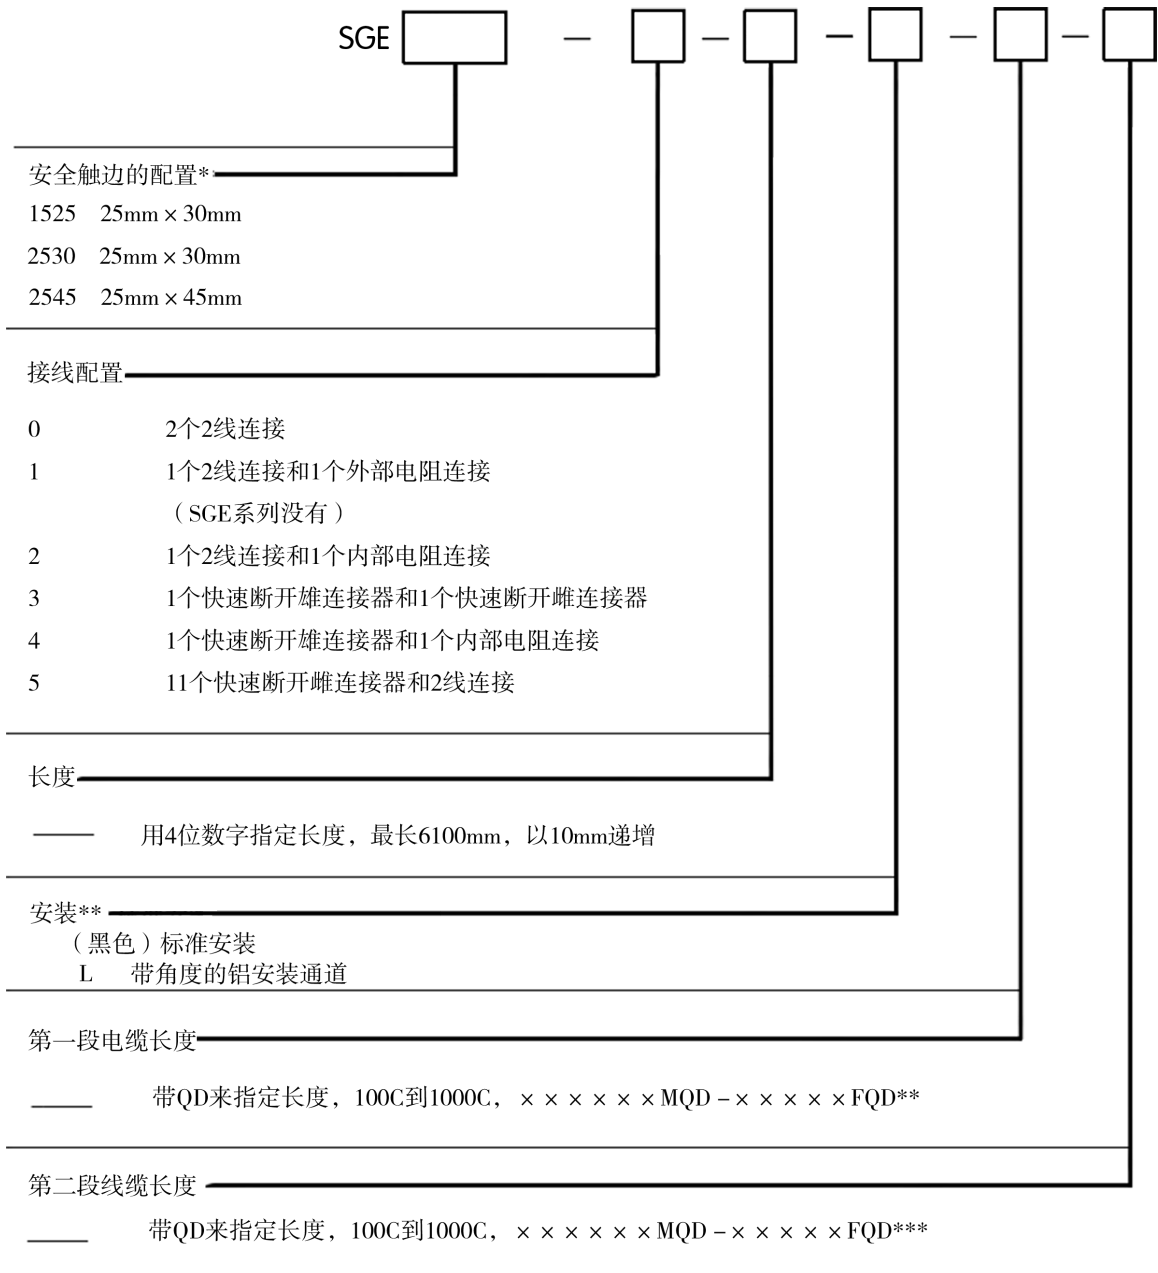 SGE — — — — —
安全触边的配置*
1525 25mm×30mm
2530 25mm×30mm
2545 25mm×45mm
接线配置
0 2个2线连接
1 1个2线连接和1个外部电阻连接
（SGE系列没有）
2 1个2线连接和1个内部电阻连接
3 1个快速断开雄连接器和1个快速断开雌连接器
4 1个快速断开雄连接器和1个内部电阻连接
5 11个快速断开雌连接器和2线连接
长度
—— 用4位数字指定长度，最长6100mm，以10mm递增
安装**
（黑色）标准安装
L 带角度的铝安装通道
第一段电缆长度
___ 带QD来指定长度，100C到1000C，××××××MQD–×××××FQD**
第二段线缆长度
___ 带QD来指定长度，100C到1000C，××××××MQD–×××××FQD***